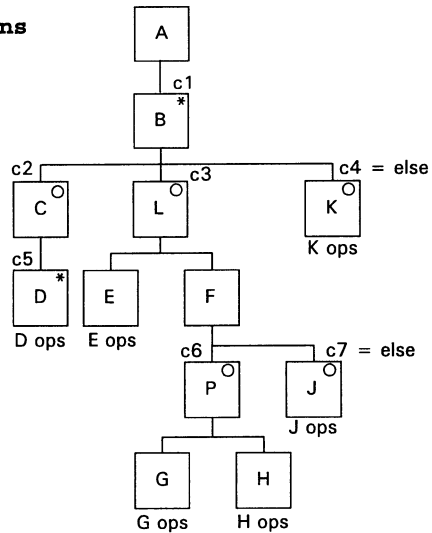 ns
A
c1
B *
c2 c3 c4 = else
C L K
K ops
c5
D * E F
D ops E ops
c6 c7 = else
P J
J ops
G H
G ops H ops